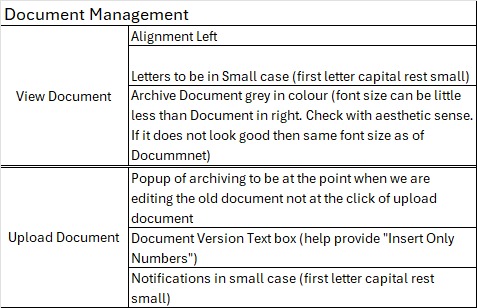 Document Management
View Document
Alignment Left
Letters to be in Small case (first letter capital rest small)
Archive Document grey in colour (font size can be little
less than Document in right. Check with aesthetic sense.
If it does not look good then same font size as of
Docummnet)
Upload Document
Popup of archiving to be at the point when we are
editing the old document not at the click of upload
document
Document Version Text box (help provide "Insert Only
Numbers")
Notifications in small case (first letter capital rest
small)